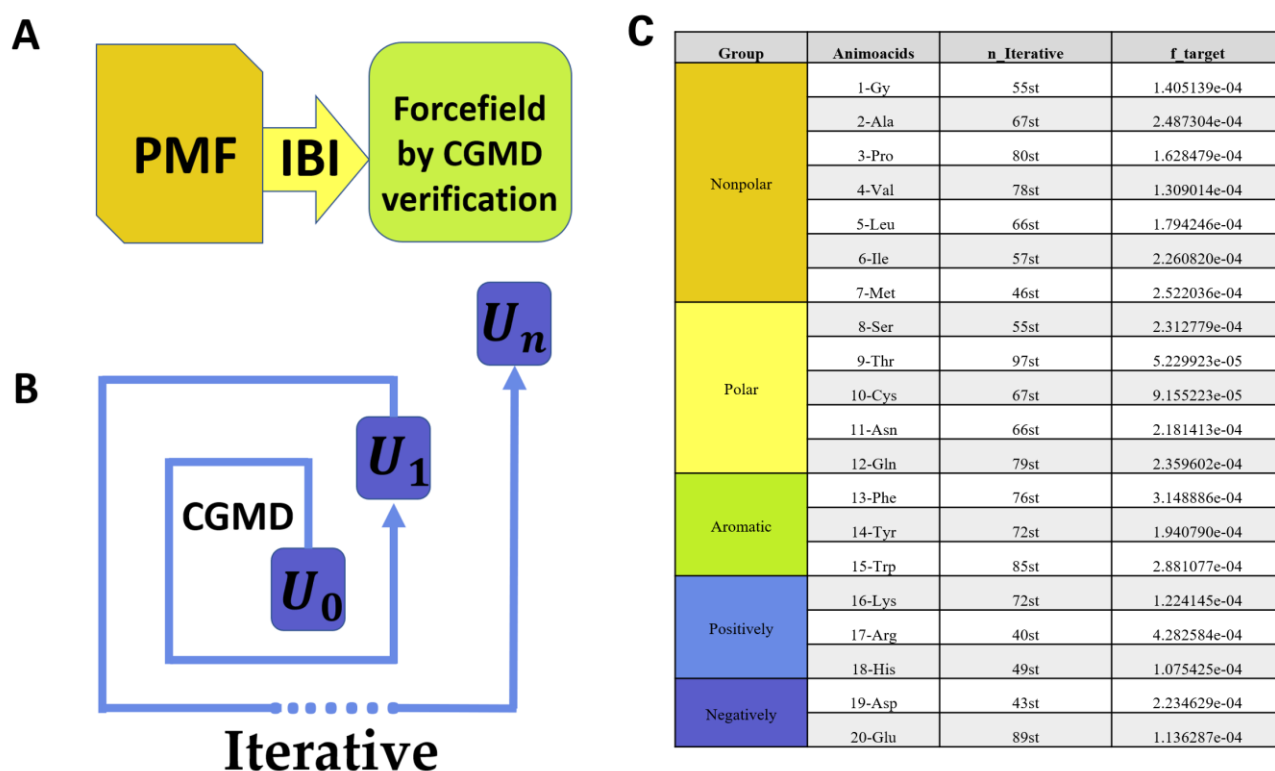 A
PMF
IBI
Forcefield
by CGMD
verification
B
U_n
U_1
CGMD
U_0
Iterative
C
Group Animoacids n_Iterative f_target
Nonpolar
1-Gy 55st 1.405139e-04
2-Ala 67st 2.487304e-04
3-Pro 80st 1.628479e-04
4-Val 78st 1.309014e-04
5-Leu 66st 1.794246e-04
6-Ile 57st 2.260820e-04
7-Met 46st 2.522036e-04
Polar
8-Ser 55st 2.312779e-04
9-Thr 97st 5.229923e-05
10-Cys 67st 9.155223e-05
11-Asn 66st 2.181413e-04
12-Gln 79st 2.359602e-04
Aromatic
13-Phe 76st 3.148886e-04
14-Tyr 72st 1.940790e-04
15-Trp 85st 2.881077e-04
Positively
16-Lys 72st 1.224145e-04
17-Arg 40st 4.282584e-04
18-His 49st 1.075425e-04
Negatively
19-Asp 43st 2.234629e-04
20-Glu 89st 1.136287e-04